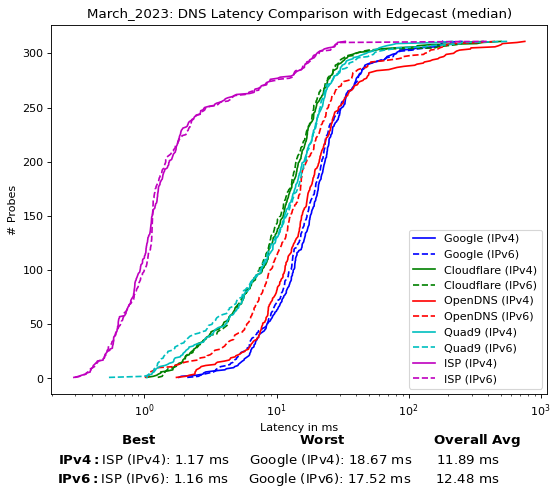 March_2023: DNS Latency Comparison with Edgecast (median)
# Probes
300
250
200
150
100
50
0
Google (IPv4)
Google (IPv6)
Cloudflare (IPv4)
Cloudflare (IPv6)
OpenDNS (IPv4)
OpenDNS (IPv6)
Quad9 (IPv4)
Quad9 (IPv6)
ISP (IPv4)
ISP (IPv6)
10⁰ 10¹ 10² 10³
Latency in ms
Best Worst Overall Avg
IPv4: ISP (IPv4): 1.17 ms Google (IPv4): 18.67 ms 11.89 ms
IPv6: ISP (IPv6): 1.16 ms Google (IPv6): 17.52 ms 12.48 ms